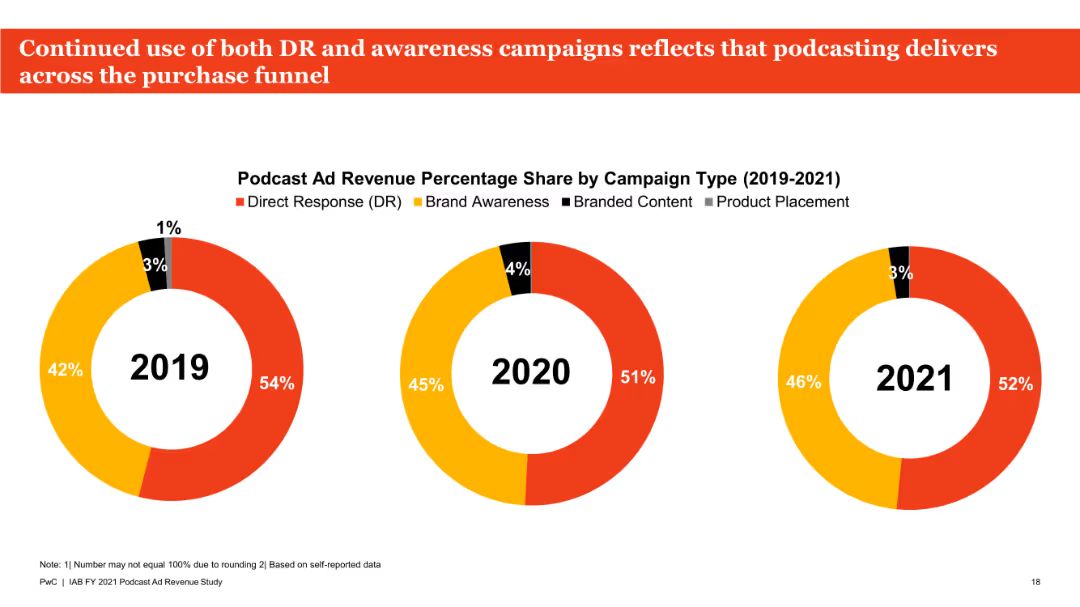 Continued use of both DR and awareness campaigns reflects that podcasting delivers
across the purchase funnel
Podcast Ad Revenue Percentage Share by Campaign Type (2019-2021)
Direct Response (DR) Brand Awareness Branded Content Product Placement
1%
3%
42%
2019
54%
4%
45%
2020
51%
3%
46%
2021
52%
Note: 1| Number may not equal 100% due to rounding 2| Based on self-reported data
PwC | IAB FY 2021 Podcast Ad Revenue Study
18